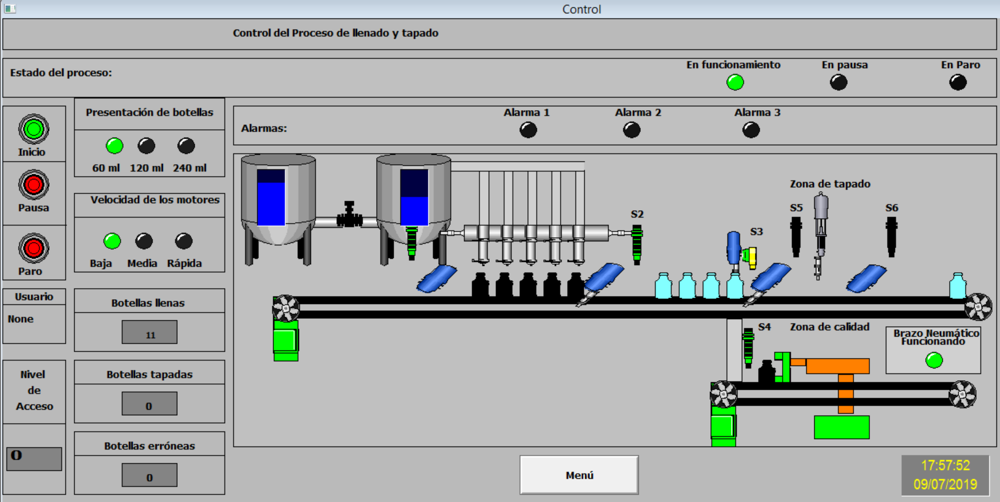 Control
Control del Proceso de llenado y tapado
Estado del proceso:
En funcionamiento
En pausa
En Paro
Inicio
Pausa
Paro
Presentación de botellas
60 ml
120 ml
240 ml
Velocidad de los motores
Baja
Media
Rápida
Usuario
None
Nivel
de
Acceso
0
Botellas llenas
11
Botellas tapadas
0
Botellas erróneas
0
Alarmas:
Alarma 1
Alarma 2
Alarma 3
S2
S3
Zona de tapado
S5
S6
S4
Zona de calidad
Brazo Neumático
Funcionando
Menú
17:57:52
09/07/2019